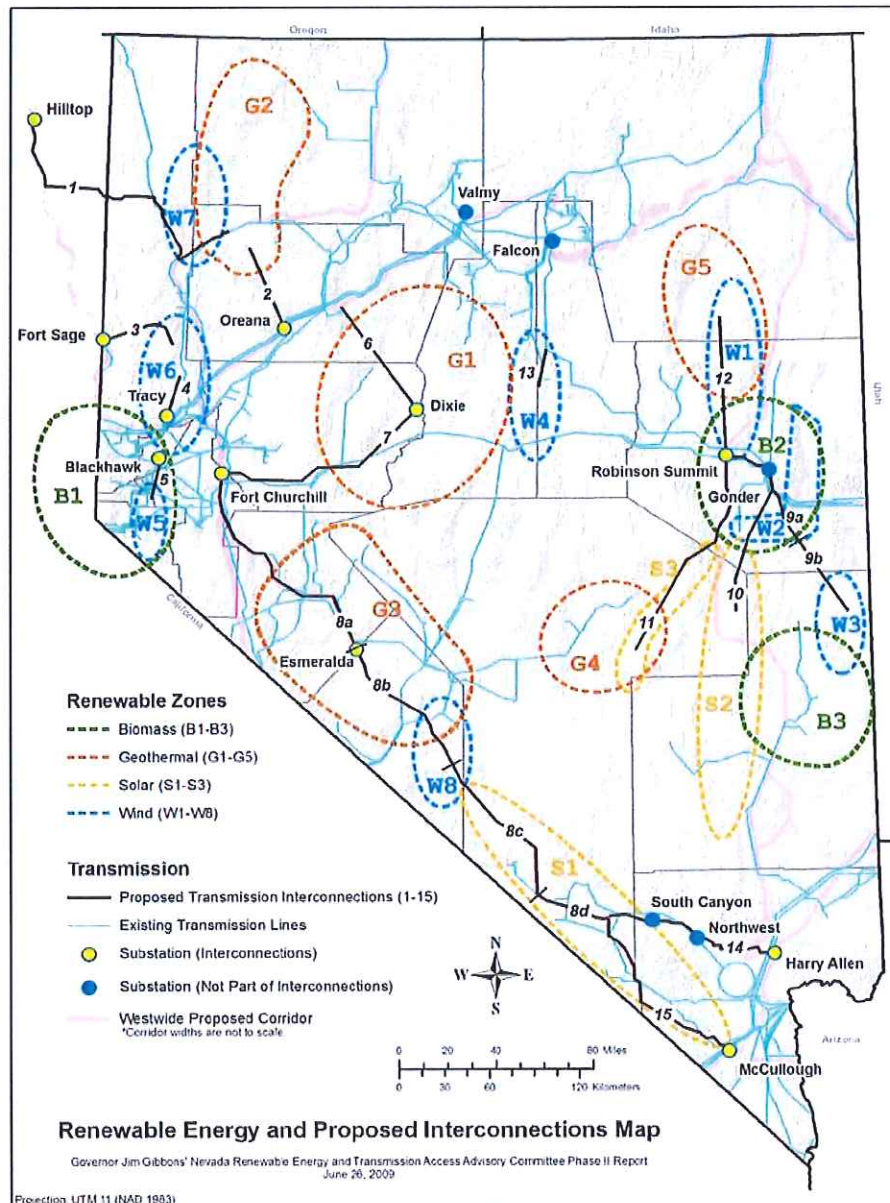 Oregon
Idaho
Hilltop
G2
1
W7
Valmy
Falcon
G5
2
Oreana
Fort Sage
3
6
G1
W1
W6
4
13
12
Utah
Tracy
Dixie
W4
7
B2
Blackhawk
Robinson Summit
B1
5
Fort Churchill
Gonder
W5
W2
9a
S3
9b
10
California
8a
G3
11
W3
Esmeralda
G4
8b
S2
B3
Renewable Zones
Biomass (B1-B3)
Geothermal (G1-G5)
Solar (S1-S3)
Wind (W1-W8)
W8
8c
S1
Transmission
Proposed Transmission Interconnections (1-15)
Existing Transmission Lines
Substation (Interconnections)
Substation (Not Part of Interconnections)
Westwide Proposed Corridor
*Corridor widths are not to scale
8d
South Canyon
Northwest
14
Harry Allen
N
W E
S
15
Arizona
McCullough
0 20 40 80 Miles
0 30 60 120 Kilometers
Renewable Energy and Proposed Interconnections Map
Governor Jim Gibbons' Nevada Renewable Energy and Transmission Access Advisory Committee Phase II Report
June 26, 2009
Projection: UTM 11 (NAD 1983)